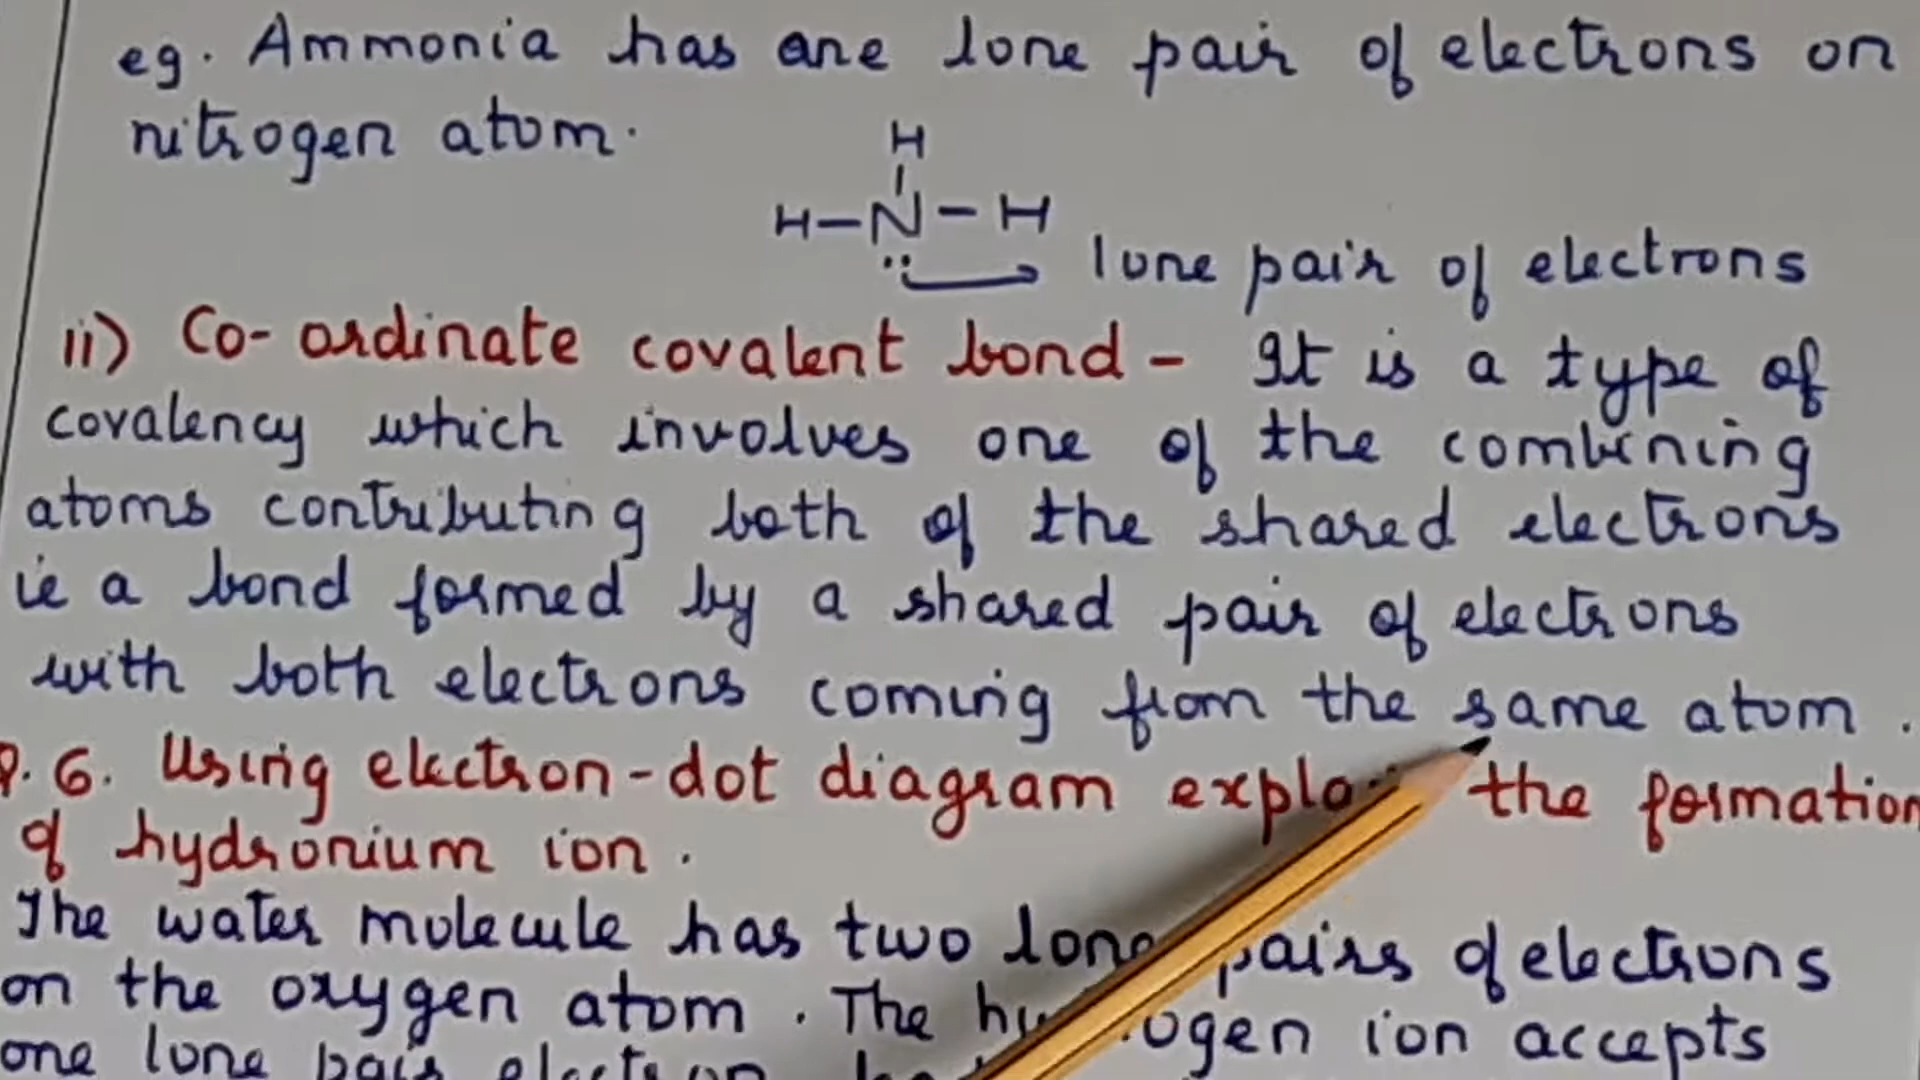 eg. Ammonia has one lone pair of electrons on
nitrogen atom.
H
H-N-H
lone pair of electrons
ii) Co-ordinate covalent bond - It is a type of
covalency which involves one of the combining
atoms contributing both of the shared electrons
ie a bond formed by a shared pair of electrons
with both electrons coming from the same atom.
6. Using electron-dot diagram the formation
of hydronium ion.
The water molecule has two pairs of electrons
on the oxygen atom. The ion accepts
one lone pair